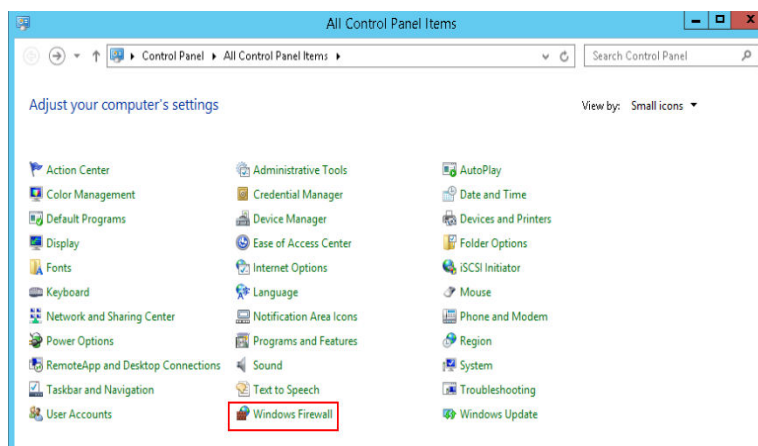 All Control Panel Items
Control Panel All Control Panel Items
Search Control Panel
Adjust your computer's settings
View by: Small icons
Action Center
Administrative Tools
AutoPlay
Color Management
Credential Manager
Date and Time
Default Programs
Device Manager
Devices and Printers
Display
Ease of Access Center
Folder Options
Fonts
Internet Options
iSCSI Initiator
Keyboard
Language
Mouse
Network and Sharing Center
Notification Area Icons
Phone and Modem
Power Options
Programs and Features
Region
RemoteApp and Desktop Connections
Sound
System
Taskbar and Navigation
Text to Speech
Troubleshooting
User Accounts
Windows Firewall
Windows Update